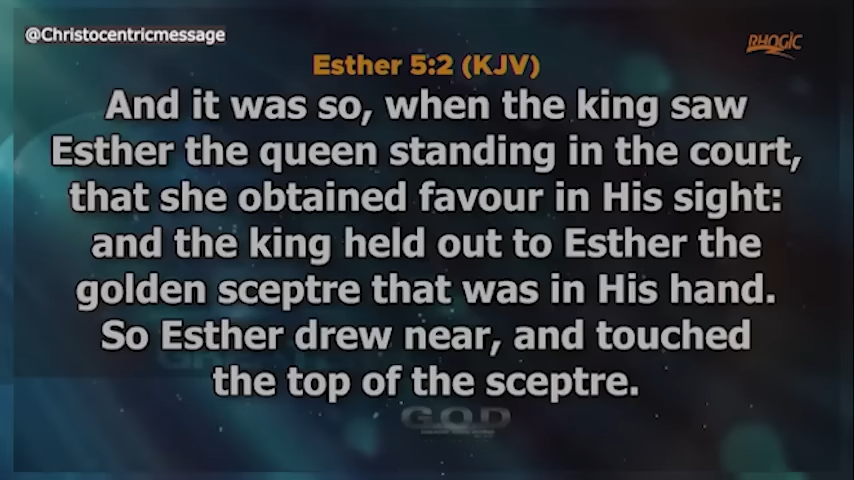 @Christocentricmessage
RHOGIC
Esther 5:2 (KJV)
And it was so, when the king saw
Esther the queen standing in the court,
that she obtained favour in His sight:
and the king held out to Esther the
golden sceptre that was in His hand.
So Esther drew near, and touched
the top of the sceptre.
G.O.D